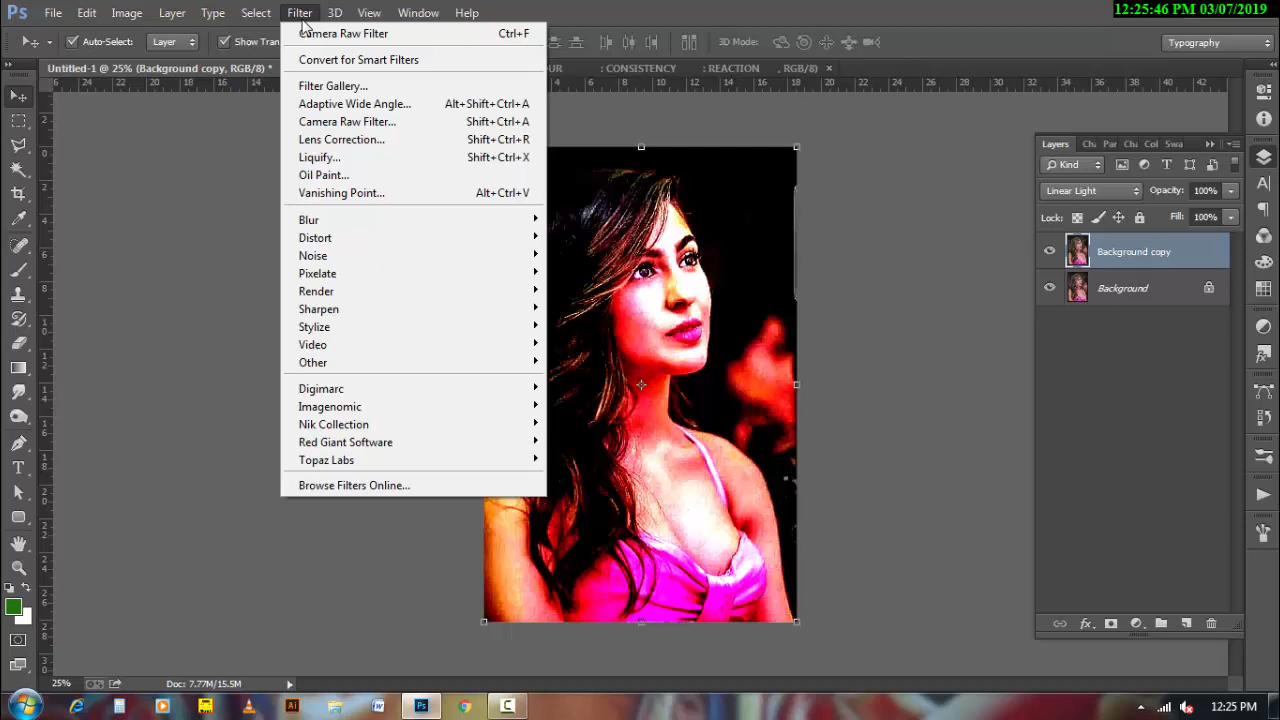 Ps File Edit Image Layer Type Select Filter 3D View Window Help
12:25:46 PM 03/07/2019
Auto-Select: Layer Show Tran 3D Mode: Typography
Untitled-1 @ 25% (Background copy, RGB/8) *
OUR : CONSISTENCY : REACTION , RGB/8) ×
Camera Raw Filter Ctrl+F
Convert for Smart Filters
Filter Gallery...
Adaptive Wide Angle... Alt+Shift+Ctrl+A
Camera Raw Filter... Shift+Ctrl+A
Lens Correction... Shift+Ctrl+R
Liquify... Shift+Ctrl+X
Oil Paint...
Vanishing Point... Alt+Ctrl+V
Blur
Distort
Noise
Pixelate
Render
Sharpen
Stylize
Video
Other
Digimarc
Imagenomic
Nik Collection
Red Giant Software
Topaz Labs
Browse Filters Online...
Layers Cha Par Chi Col Swa
Kind
Linear Light Opacity: 100%
Lock: Fill: 100%
Background copy
Background
25% Doc: 7.77M/15.5M
12:25 PM